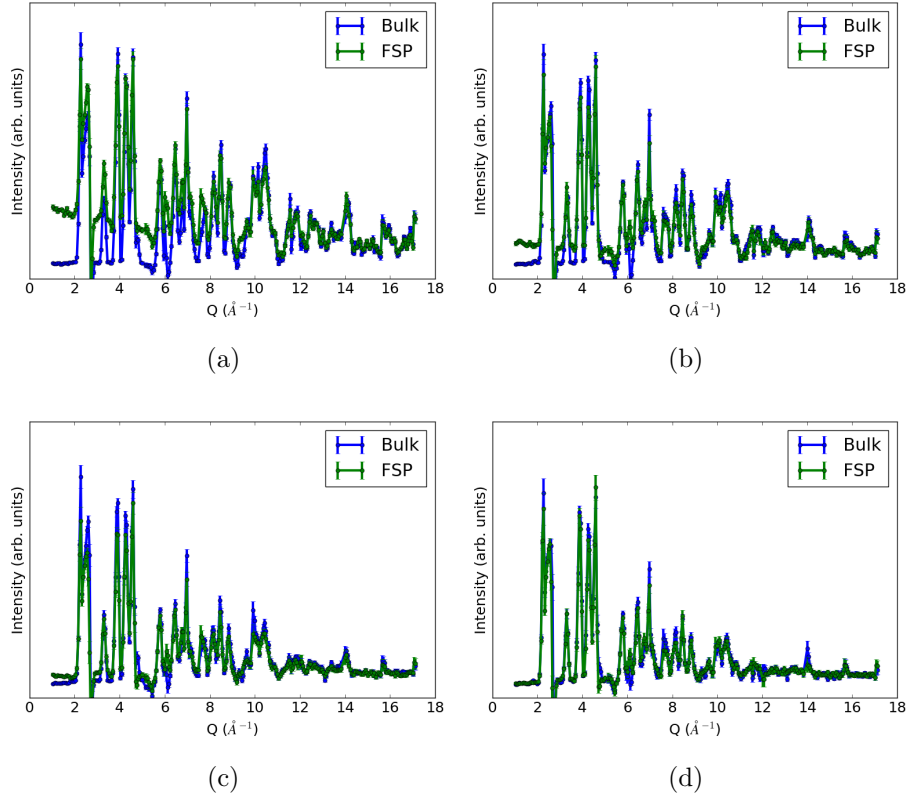 Intensity (arb. units)
Bulk
FSP
0 2 4 6 8 10 12 14 16 18
Q (Å⁻¹)
(a)
Intensity (arb. units)
Bulk
FSP
0 2 4 6 8 10 12 14 16 18
Q (Å⁻¹)
(b)
Intensity (arb. units)
Bulk
FSP
0 2 4 6 8 10 12 14 16 18
Q (Å⁻¹)
(c)
Intensity (arb. units)
Bulk
FSP
0 2 4 6 8 10 12 14 16 18
Q (Å⁻¹)
(d)